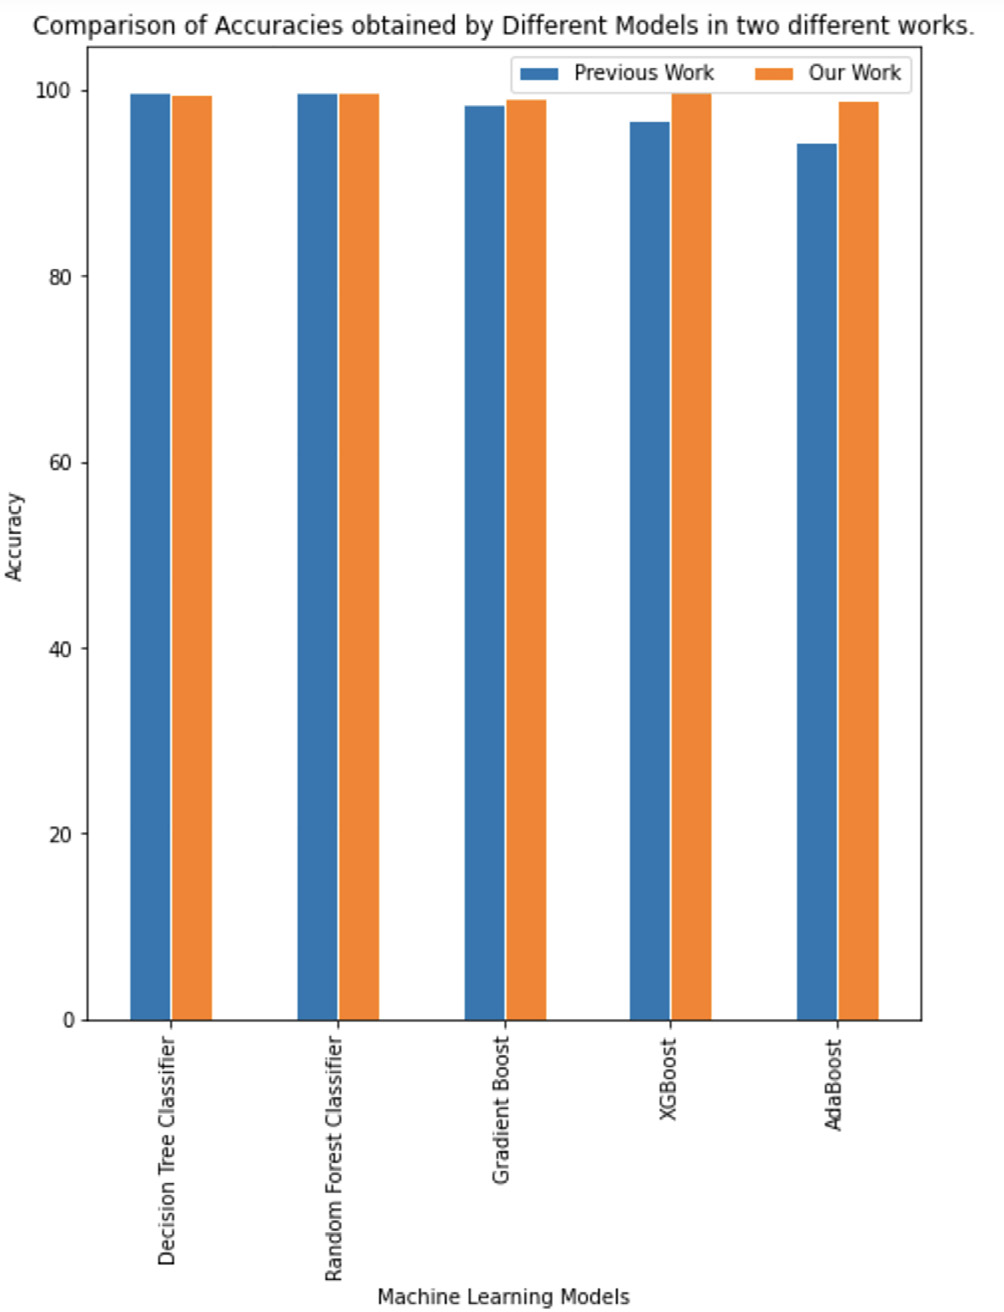 Comparison of Accuracies obtained by Different Models in two different works.
Previous Work
Our Work
100
80
60
40
20
0
Accuracy
Decision Tree Classifier
Random Forest Classifier
Gradient Boost
XGBoost
AdaBoost
Machine Learning Models